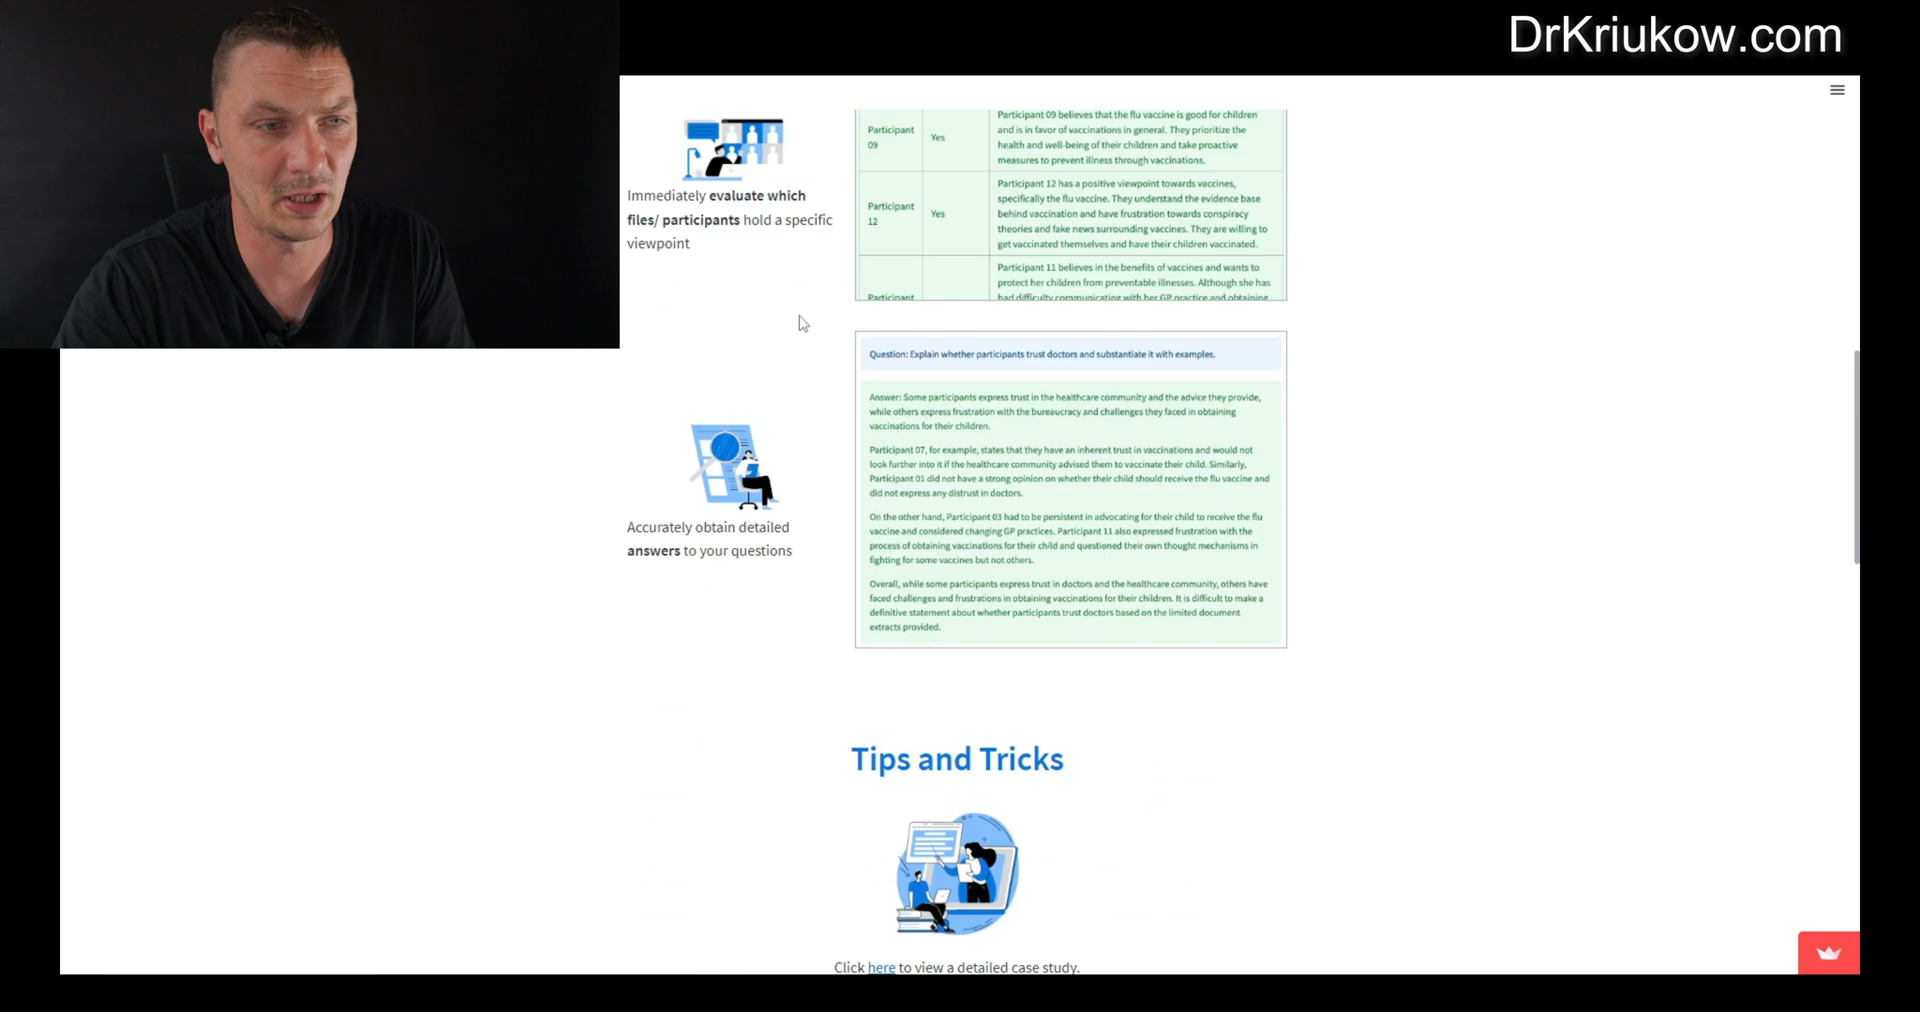 DrKriukow.com
Immediately evaluate which
files/ participants hold a specific
viewpoint
Participant
09
Yes
Participant 09 believes that the flu vaccine is good for children
and is in favor of vaccinations in general. They prioritize the
health and well-being of their children and take proactive
measures to prevent illness through vaccinations.
Participant
12
Yes
Participant 12 has a positive viewpoint towards vaccines,
specifically the flu vaccine. They understand the evidence base
behind vaccination and have frustration towards conspiracy
theories and fake news surrounding vaccines. They are willing to
get vaccinated themselves and have their children vaccinated.
Participant
Participant 11 believes in the benefits of vaccines and wants to
protect her children from preventable illnesses. Although she has
had difficulty communicating with her GP practice and obtaining
Accurately obtain detailed
answers to your questions
Question: Explain whether participants trust doctors and substantiate it with examples.
Answer: Some participants express trust in the healthcare community and the advice they provide,
while others express frustration with the bureaucracy and challenges they faced in obtaining
vaccinations for their children.
Participant 07, for example, states that they have an inherent trust in vaccinations and would not
look further into it if the healthcare community advised them to vaccinate their child. Similarly,
Participant 01 did not have a strong opinion on whether their child should receive the flu vaccine and
did not express any distrust in doctors.
On the other hand, Participant 03 had to be persistent in advocating for their child to receive the flu
vaccine and considered changing GP practices. Participant 11 also expressed frustration with the
process of obtaining vaccinations for their child and questioned their own thought mechanisms in
fighting for some vaccines but not others.
Overall, while some participants express trust in doctors and the healthcare community, others have
faced challenges and frustrations in obtaining vaccinations for their children. It is difficult to make a
definitive statement about whether participants trust doctors based on the limited document
extracts provided.
Tips and Tricks
Click here to view a detailed case study.